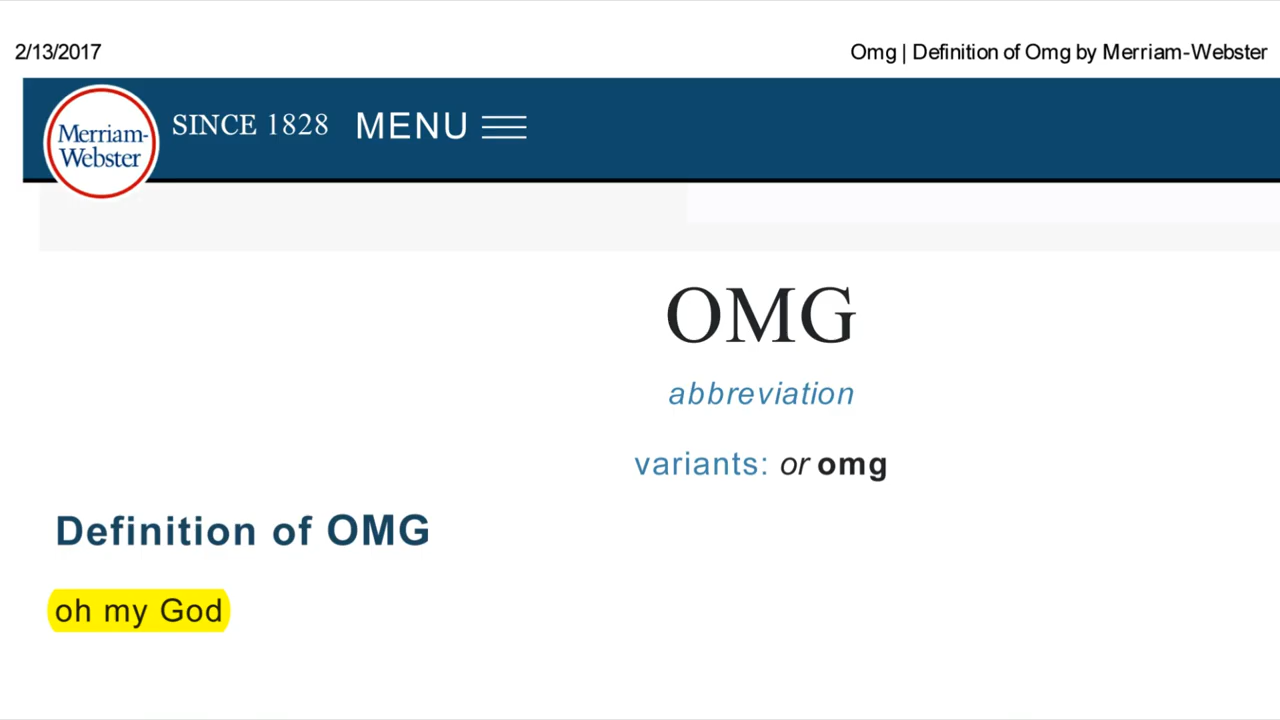 2/13/2017
Omg | Definition of Omg by Merriam-Webster
Merriam-
Webster
SINCE 1828
MENU
OMG
abbreviation
variants: or omg
Definition of OMG
oh my God